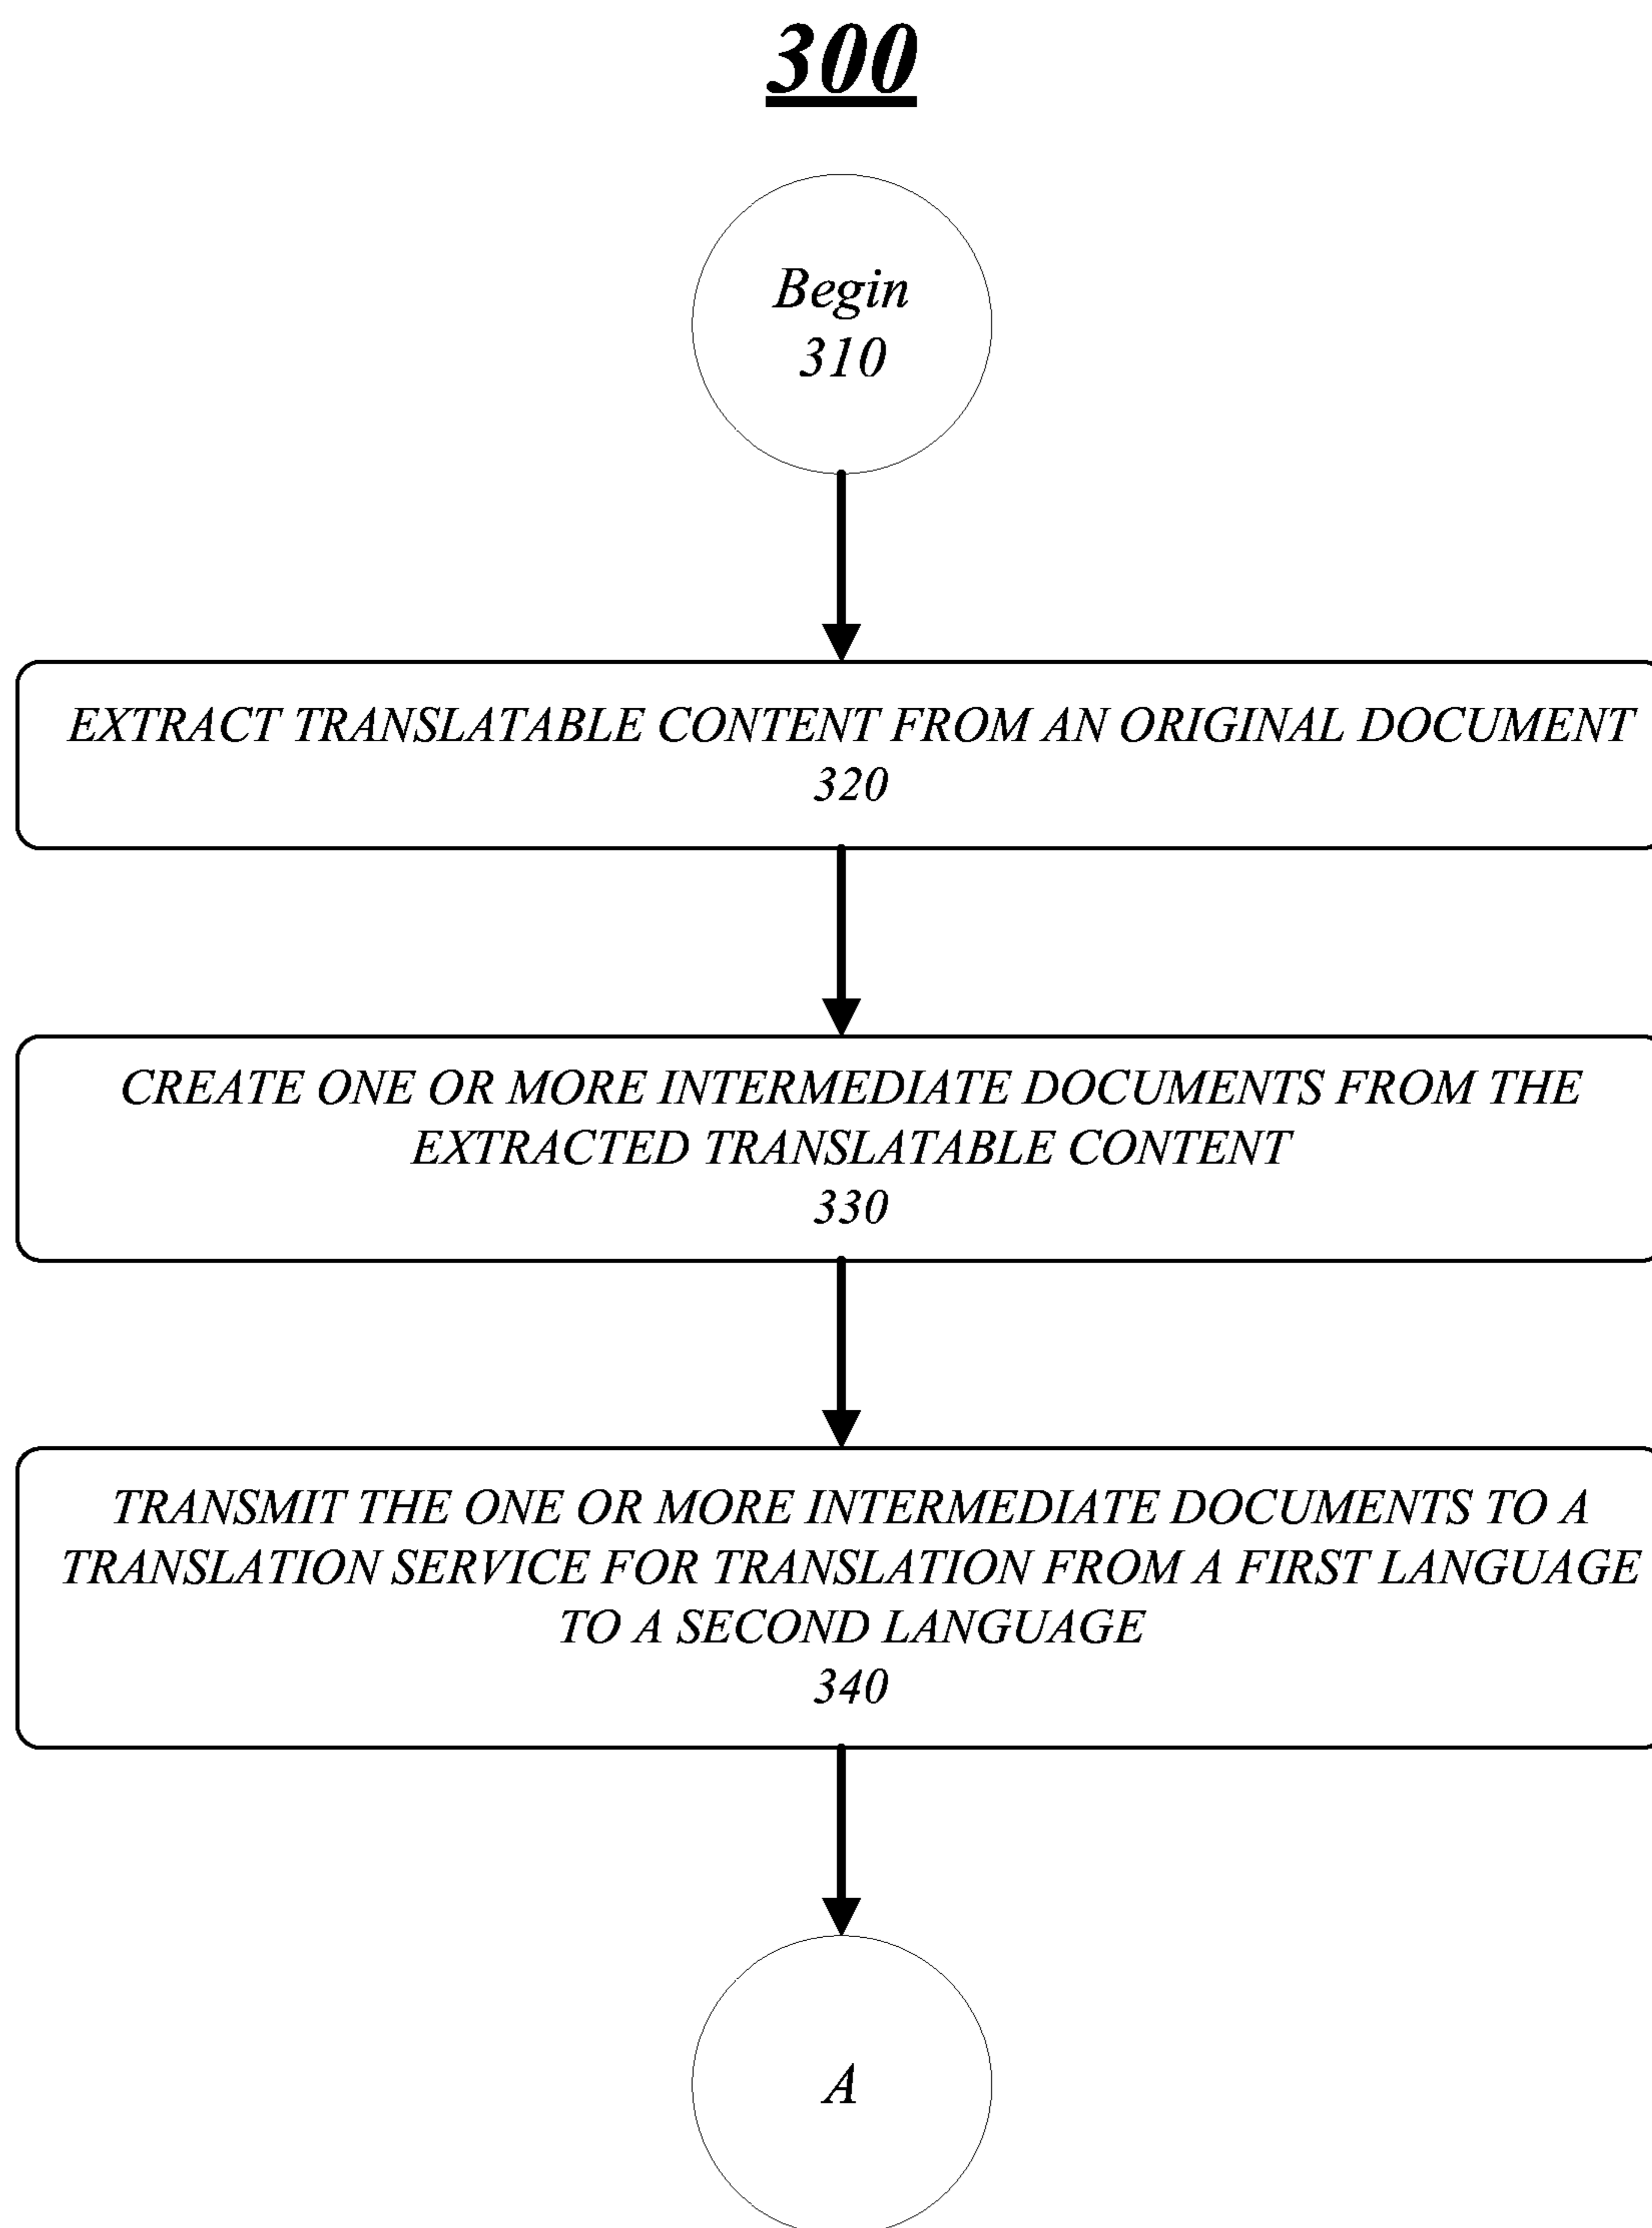 300
Begin
310
EXTRACT TRANSLATABLE CONTENT FROM AN ORIGINAL DOCUMENT
320
CREATE ONE OR MORE INTERMEDIATE DOCUMENTS FROM THE
EXTRACTED TRANSLATABLE CONTENT
330
TRANSMIT THE ONE OR MORE INTERMEDIATE DOCUMENTS TO A
TRANSLATION SERVICE FOR TRANSLATION FROM A FIRST LANGUAGE
TO A SECOND LANGUAGE
340
A